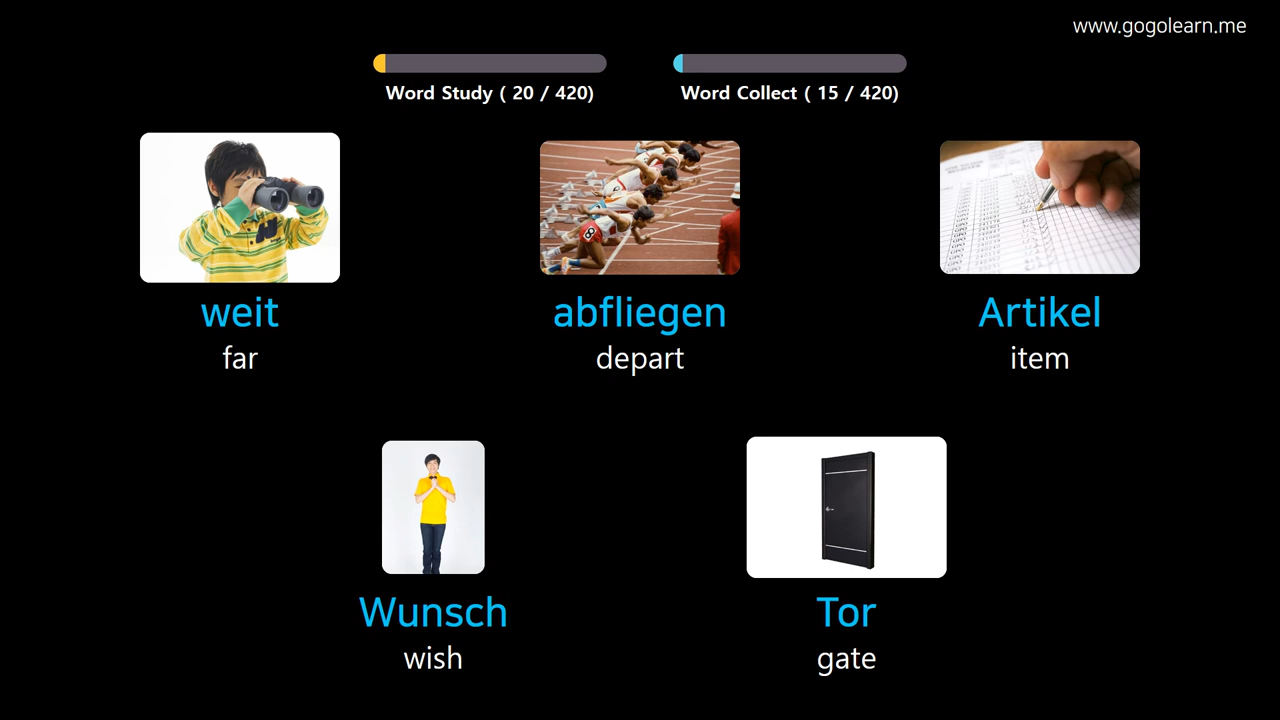 www.gogolearn.me
Word Study ( 20 / 420)
Word Collect ( 15 / 420)
weit
far
abfliegen
depart
Artikel
item
Wunsch
wish
Tor
gate